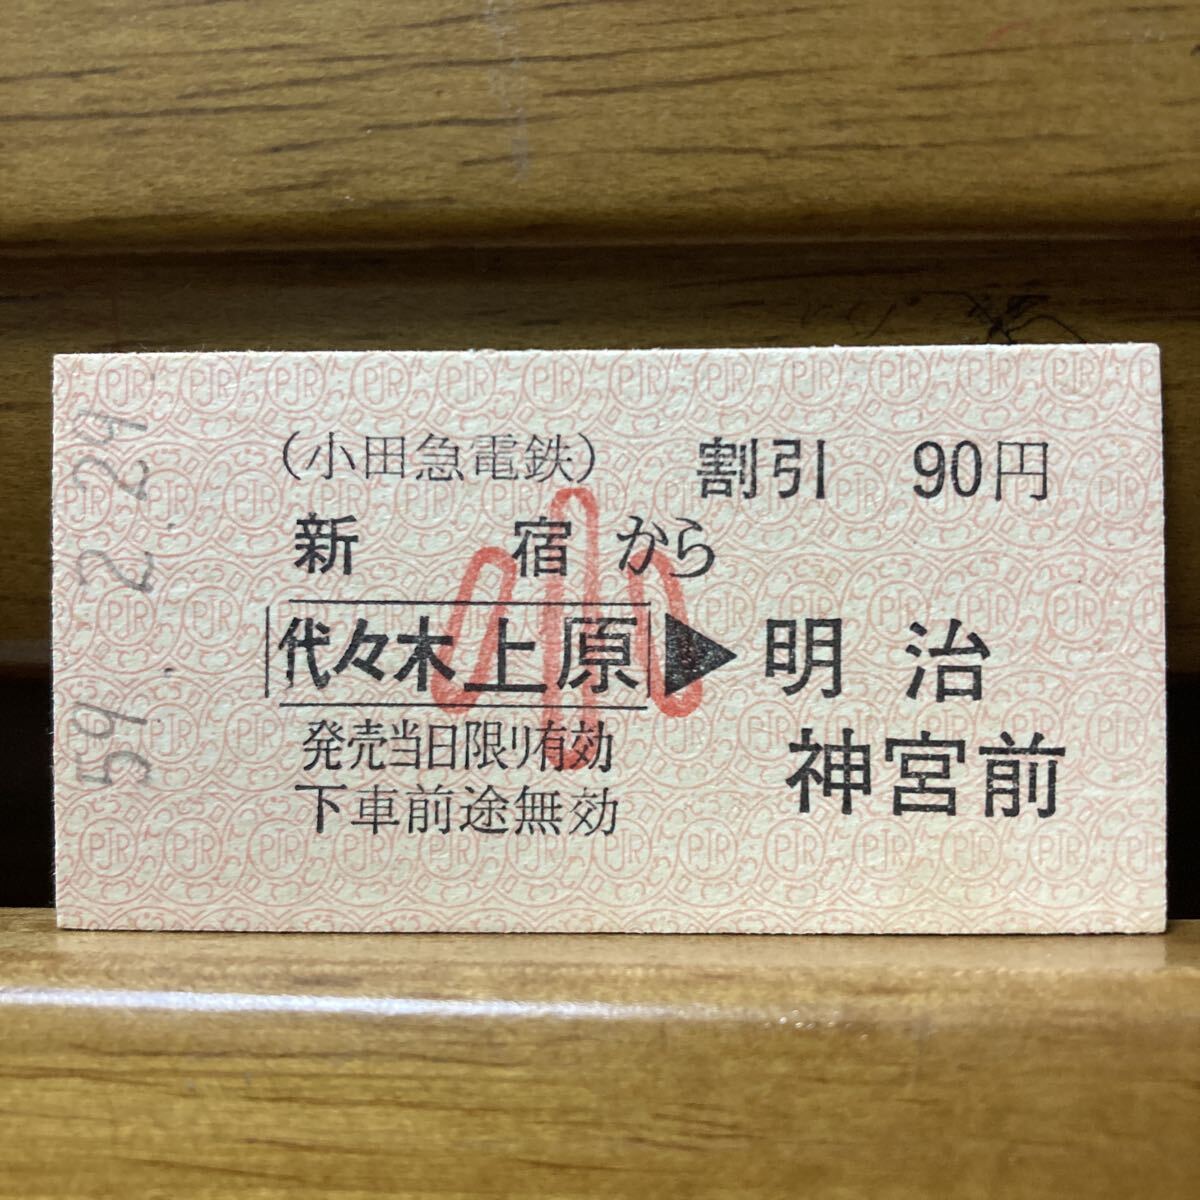 (小田急電鉄) 割引 90円
新宿から
代々木上原▶明治
神宮前
発売当日限り有効
下車前途無効
小
59.2.29